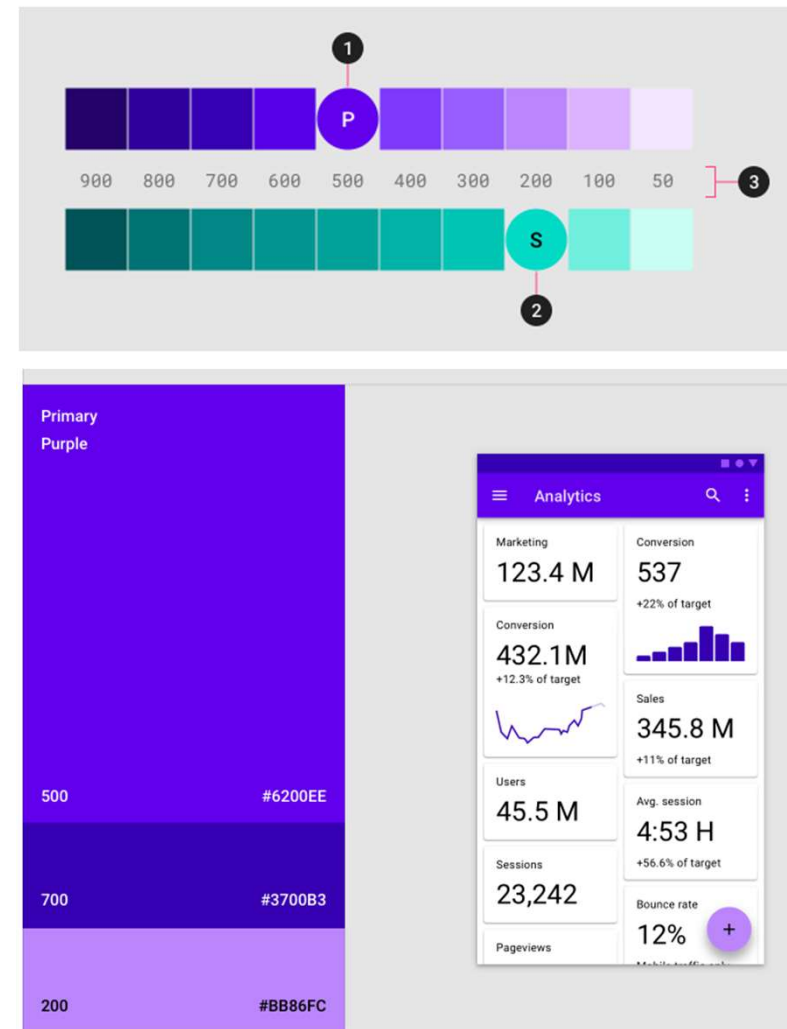 1
P
900 800 700 600 500 400 300 200 100 50
3
S
2
Primary
Purple
500 #6200EE
700 #3700B3
200 #BB86FC
Analytics
Marketing
123.4 M
Conversion
432.1M
+12.3% of target
Users
45.5 M
Sessions
23,242
Pageviews
Conversion
537
+22% of target
Sales
345.8 M
+11% of target
Avg. session
4:53 H
+56.6% of target
Bounce rate
12%
+